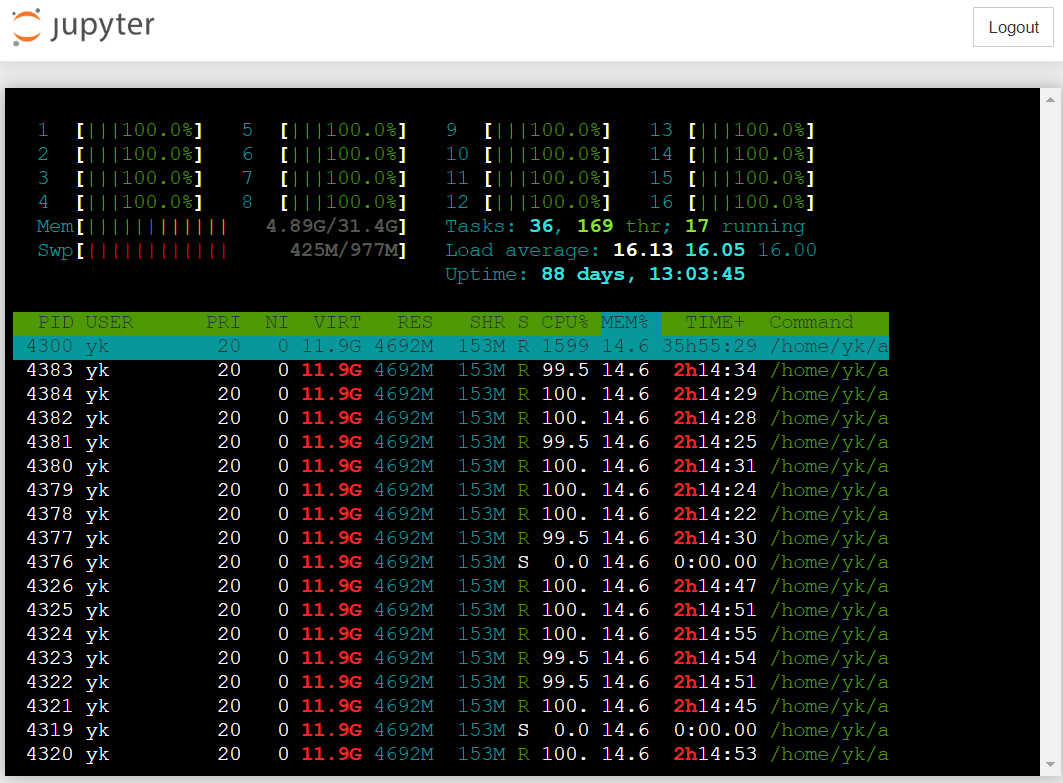 jupyter
Logout
1 [|||100.0%] 5 [|||100.0%] 9 [|||100.0%] 13 [|||100.0%]
2 [|||100.0%] 6 [|||100.0%] 10 [|||100.0%] 14 [|||100.0%]
3 [|||100.0%] 7 [|||100.0%] 11 [|||100.0%] 15 [|||100.0%]
4 [|||100.0%] 8 [|||100.0%] 12 [|||100.0%] 16 [|||100.0%]
Mem[|||||||||||| 4.89G/31.4G] Tasks: 36, 169 thr; 17 running
Swp[|||||||||||| 425M/977M] Load average: 16.13 16.05 16.00
Uptime: 88 days, 13:03:45
PID USER PRI NI VIRT RES SHR S CPU% MEM% TIME+ Command
4300 yk 20 0 11.9G 4692M 153M R 1599 14.6 35h55:29 /home/yk/a
4383 yk 20 0 11.9G 4692M 153M R 99.5 14.6 2h14:34 /home/yk/a
4384 yk 20 0 11.9G 4692M 153M R 100. 14.6 2h14:29 /home/yk/a
4382 yk 20 0 11.9G 4692M 153M R 100. 14.6 2h14:28 /home/yk/a
4381 yk 20 0 11.9G 4692M 153M R 99.5 14.6 2h14:25 /home/yk/a
4380 yk 20 0 11.9G 4692M 153M R 100. 14.6 2h14:31 /home/yk/a
4379 yk 20 0 11.9G 4692M 153M R 100. 14.6 2h14:24 /home/yk/a
4378 yk 20 0 11.9G 4692M 153M R 100. 14.6 2h14:22 /home/yk/a
4377 yk 20 0 11.9G 4692M 153M R 99.5 14.6 2h14:30 /home/yk/a
4376 yk 20 0 11.9G 4692M 153M S 0.0 14.6 0:00.00 /home/yk/a
4326 yk 20 0 11.9G 4692M 153M R 100. 14.6 2h14:47 /home/yk/a
4325 yk 20 0 11.9G 4692M 153M R 100. 14.6 2h14:51 /home/yk/a
4324 yk 20 0 11.9G 4692M 153M R 100. 14.6 2h14:55 /home/yk/a
4323 yk 20 0 11.9G 4692M 153M R 99.5 14.6 2h14:54 /home/yk/a
4322 yk 20 0 11.9G 4692M 153M R 99.5 14.6 2h14:51 /home/yk/a
4321 yk 20 0 11.9G 4692M 153M R 100. 14.6 2h14:45 /home/yk/a
4319 yk 20 0 11.9G 4692M 153M S 0.0 14.6 0:00.00 /home/yk/a
4320 yk 20 0 11.9G 4692M 153M R 100. 14.6 2h14:53 /home/yk/a